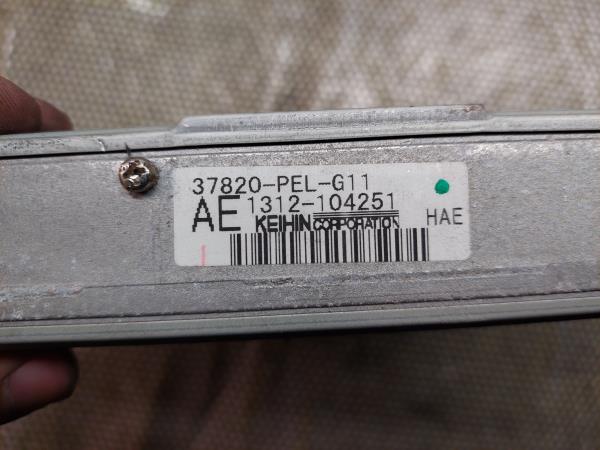 37820-PEL-G11
AE 1312-104251
KEIHIN CORPORATION HAE